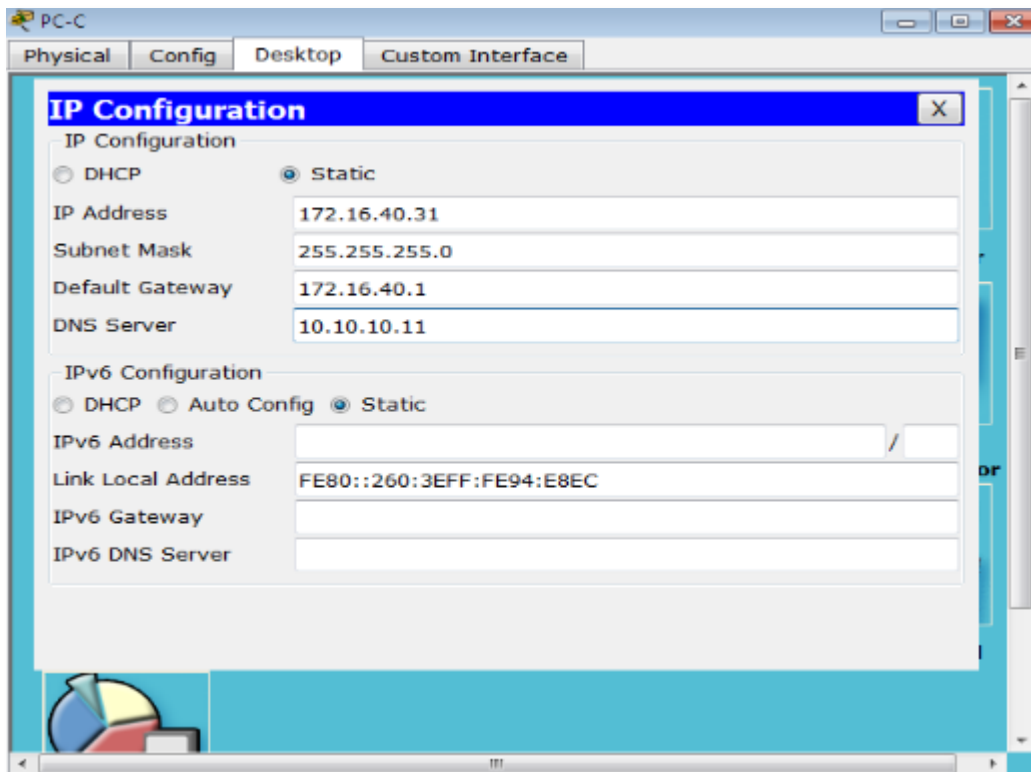 PC-C
Physical Config Desktop Custom Interface
IP Configuration X
IP Configuration
DHCP Static
IP Address 172.16.40.31
Subnet Mask 255.255.255.0
Default Gateway 172.16.40.1
DNS Server 10.10.10.11
IPv6 Configuration
DHCP Auto Config Static
IPv6 Address /
Link Local Address FE80::260:3EFF:FE94:E8EC
or
IPv6 Gateway
IPv6 DNS Server